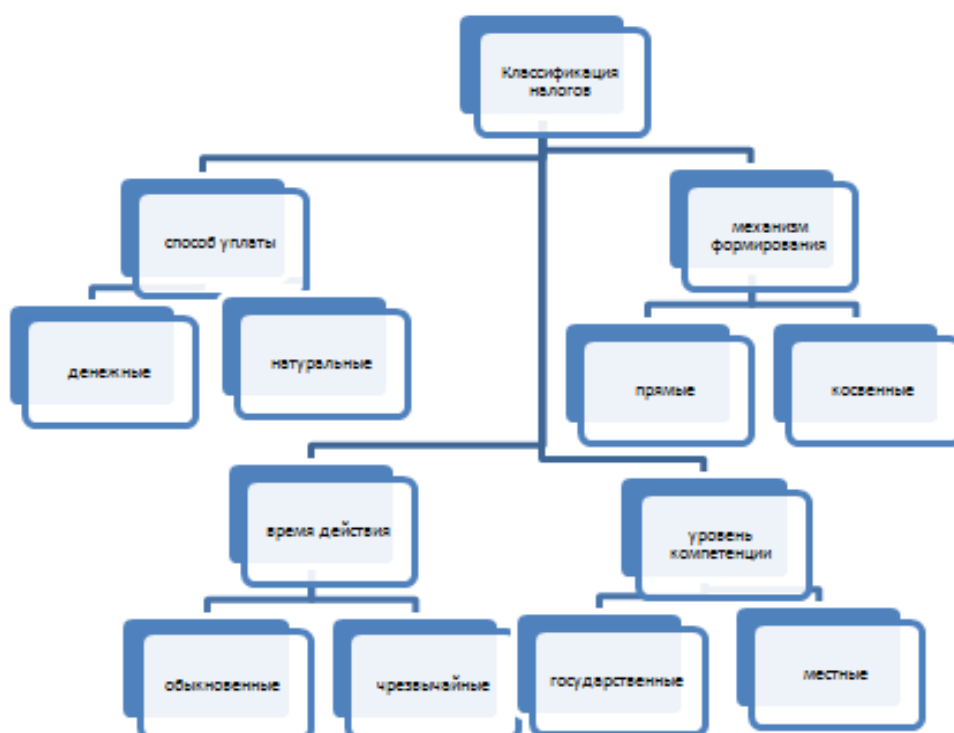 Классификация
налогов
способ уплаты
механизм
формирования
денежные
натуральные
прямые
косвенные
время действия
уровень
компетенции
обыкновенные
чрезвычайные
государственные
местные